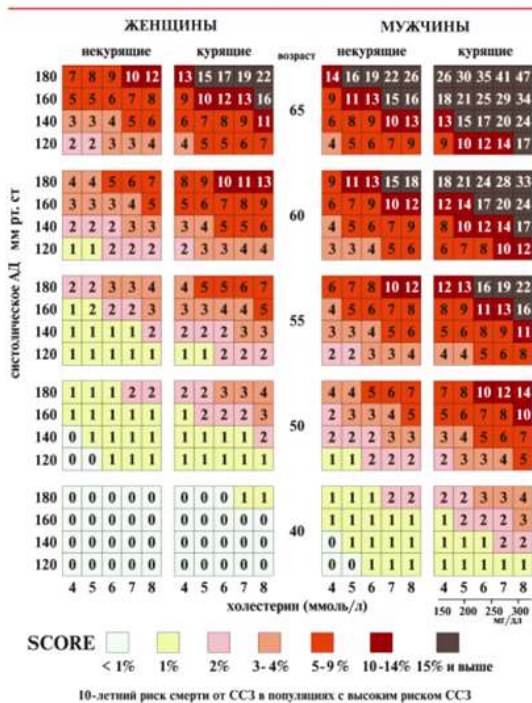 ЖЕНЩИНЫ МУЖЧИНЫ
некурящие курящие возраст некурящие курящие
180 7 8 9 10 12 13 15 17 19 22 14 16 19 22 26 26 30 35 41 47
160 5 5 6 7 8 9 10 12 13 16 9 11 13 15 16 18 21 25 29 34
65
140 3 3 4 5 6 6 7 8 9 11 6 8 9 10 13 13 15 17 20 24
120 2 2 3 3 4 4 5 5 6 7 4 5 6 7 9 9 10 12 14 17
180 4 4 5 6 7 8 9 10 11 13 9 11 13 15 18 18 21 24 28 33
160 3 3 3 4 5 5 6 7 8 9 6 7 9 10 12 12 14 17 20 24
60
140 2 2 2 3 3 3 4 5 5 6 4 5 6 7 9 8 10 12 14 17
120 1 1 2 2 2 2 3 3 4 4 3 3 4 5 6 6 7 8 10 12
180 2 2 3 3 4 4 5 5 6 7 6 7 8 10 12 12 13 16 19 22
160 1 2 2 2 3 3 3 4 4 5 4 5 6 7 8 8 9 11 13 16
55
140 1 1 1 1 2 2 2 2 3 3 3 3 4 5 6 5 6 8 9 11
120 1 1 1 1 1 1 1 2 2 2 2 2 3 3 4 4 4 5 6 8
180 1 1 1 2 2 2 2 3 3 4 4 4 5 6 7 7 8 10 12 14
160 1 1 1 1 1 1 2 2 2 3 2 3 3 4 5 5 6 7 8 10
50
140 0 1 1 1 1 1 1 1 1 2 2 2 2 3 3 3 4 5 6 7
120 0 0 1 1 1 1 1 1 1 1 1 1 2 2 2 2 3 3 4 5
180 0 0 0 0 0 0 0 0 1 1 1 1 1 2 2 2 2 3 3 4
160 0 0 0 0 0 0 0 0 0 0 1 1 1 1 1 1 2 2 2 3
40
140 0 0 0 0 0 0 0 0 0 0 0 1 1 1 1 1 1 1 2 2
120 0 0 0 0 0 0 0 0 0 0 0 0 1 1 1 1 1 1 1 1
4 5 6 7 8 4 5 6 7 8 4 5 6 7 8 4 5 6 7 8
систолическое АД мм рт. ст
холестерин (ммоль/л) 150 200 250 300
мг/дл
SCORE
< 1% 1% 2% 3- 4% 5-9% 10-14% 15% и выше
10-летний риск смерти от ССЗ в популяциях с высоким риском ССЗ